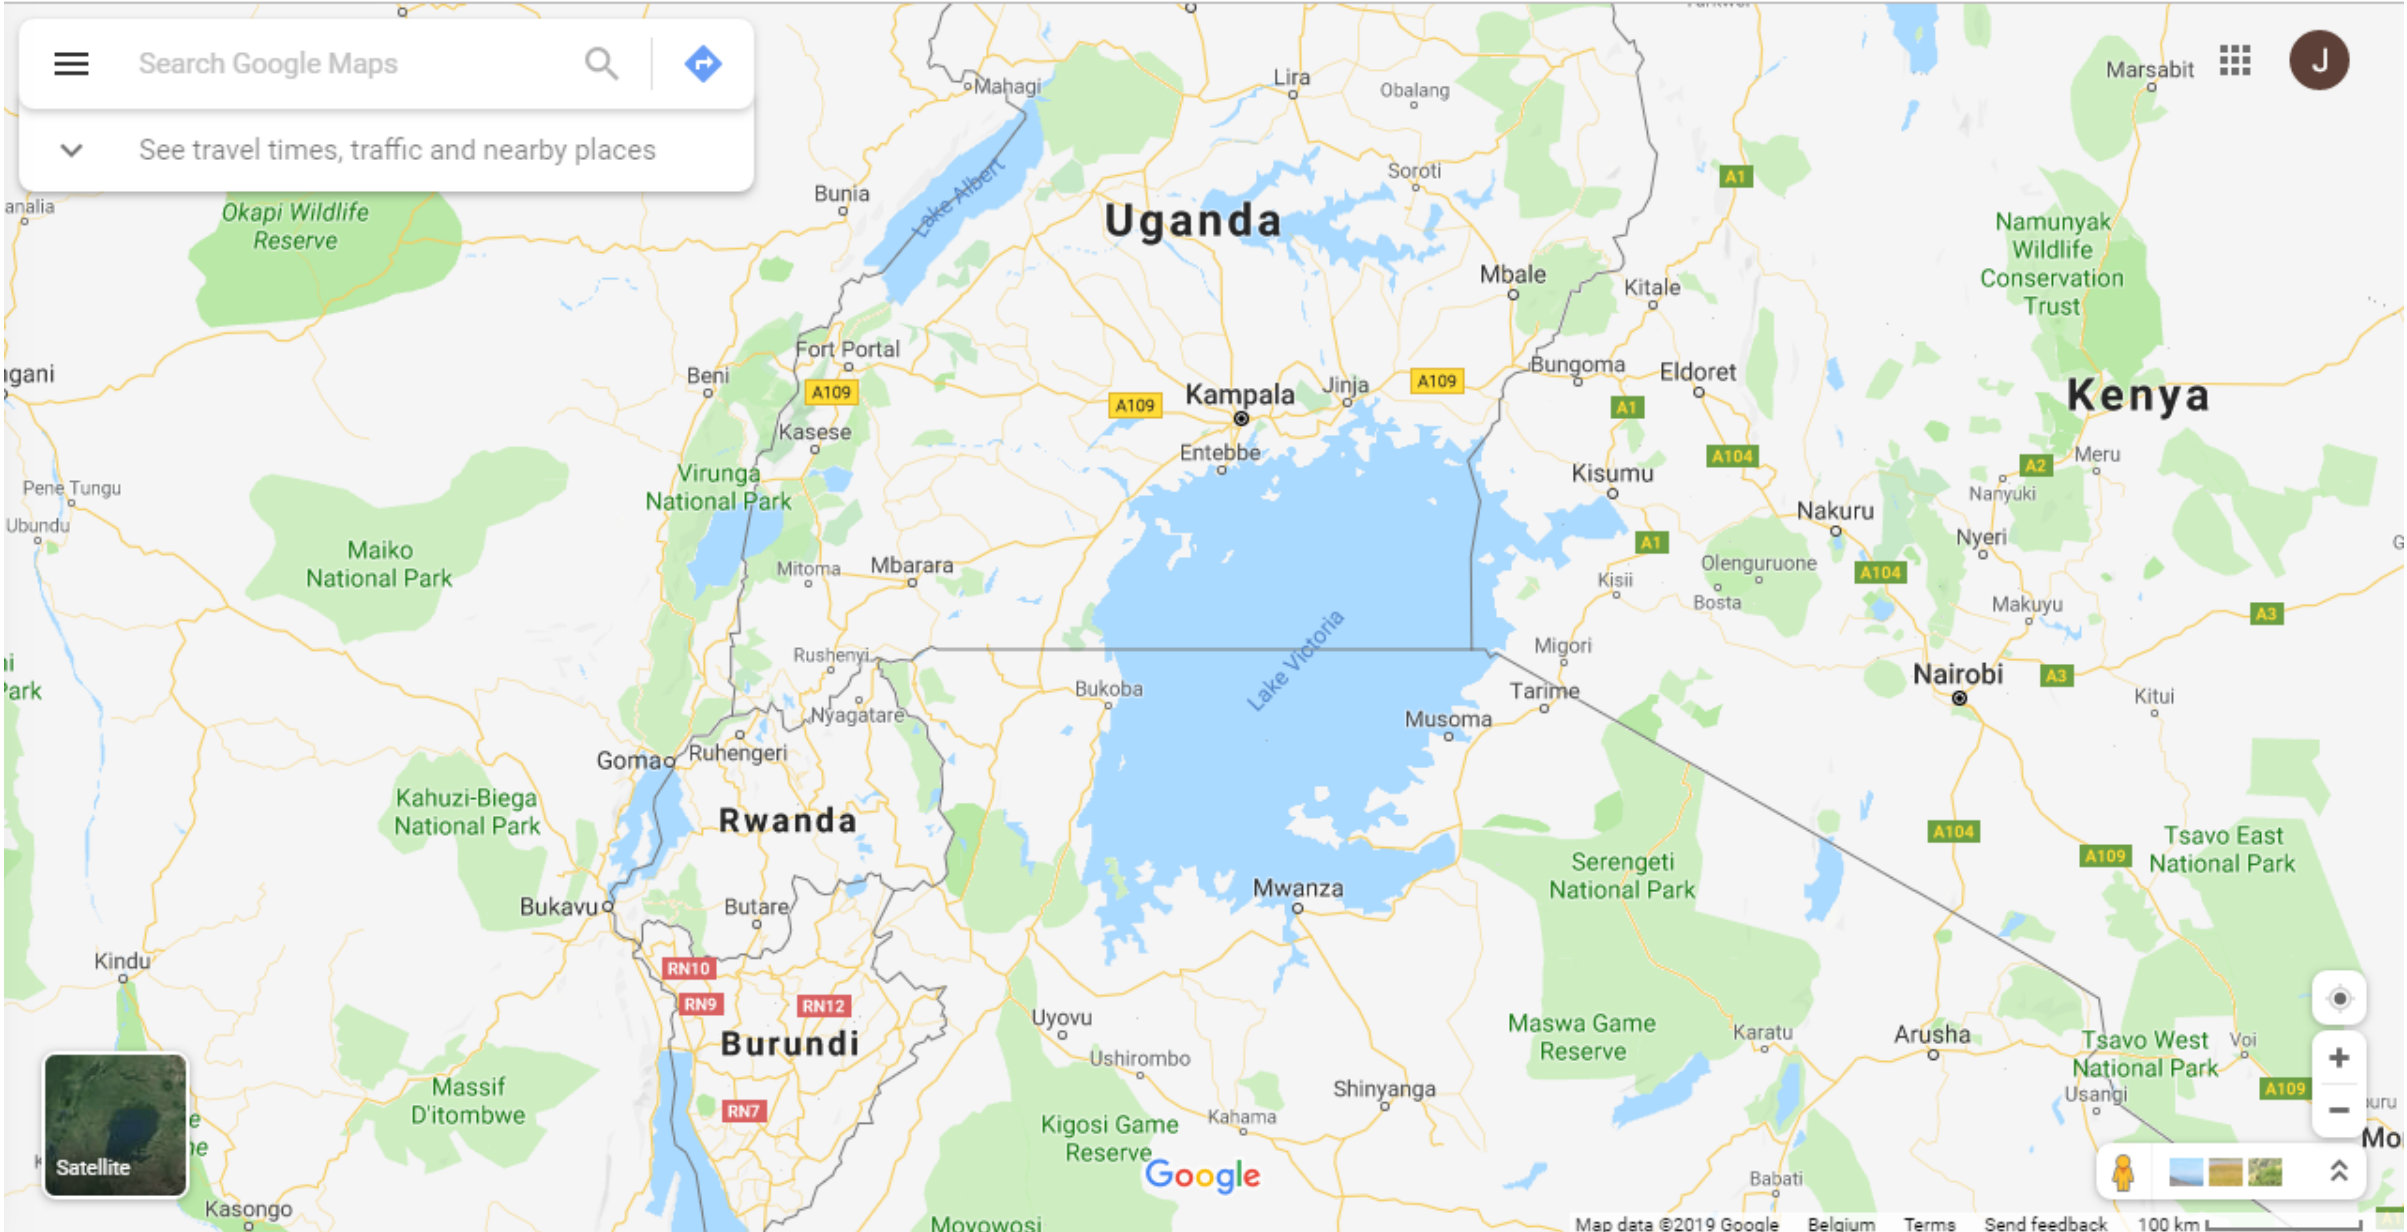 Search Google Maps
See travel times, traffic and nearby places
J
Marsabit
Mahagi
Lira
Obalang
Bunia
Lake Albert
Soroti
A1
analia
Okapi Wildlife
Reserve
Uganda
Namunyak
Wildlife
Conservation
Trust
Mbale
Kitale
Fort Portal
Beni
A109
Kampala
Jinja
A109
A109
Bungoma
Eldoret
Kenya
ngani
A1
Kasese
Entebbe
A104
Kisumu
A2
Meru
Virunga
National Park
Pene Tungu
Nanyuki
Ubundu
Nakuru
Nyeri
Maiko
National Park
Mitoma
Mbarara
A1
Kisii
Olenguruone
Bosta
A104
Makuyu
A3
Lake Victoria
Rushenyi
Migori
Nairobi
A3
Park
Bukoba
Tarime
Kitui
Nyagatare
Musoma
Goma
Ruhengeri
Kahuzi-Biega
National Park
Rwanda
A104
A109
Tsavo East
National Park
Serengeti
National Park
Mwanza
Bukavu
Butare
Kindu
RN10
RN9
RN12
Burundi
Uyovu
Ushirombo
Maswa Game
Reserve
Karatu
Arusha
Tsavo West
National Park
Voi
A109
Usangi
Massif
D'itombwe
RN7
Shinyanga
Kahama
Kigosi Game
Reserve
Satellite
Google
Babati
Kasongo
Moyowosi
Map data ©2019 Google Belgium Terms Send feedback 100 km